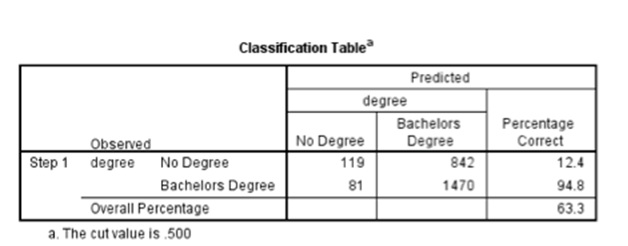 Classification Tableª
Predicted
degree
Observed No Degree Bachelors Degree Percentage Correct
Step 1 degree No Degree 119 842 12.4
Bachelors Degree 81 1470 94.8
Overall Percentage 63.3
a. The cut value is .500